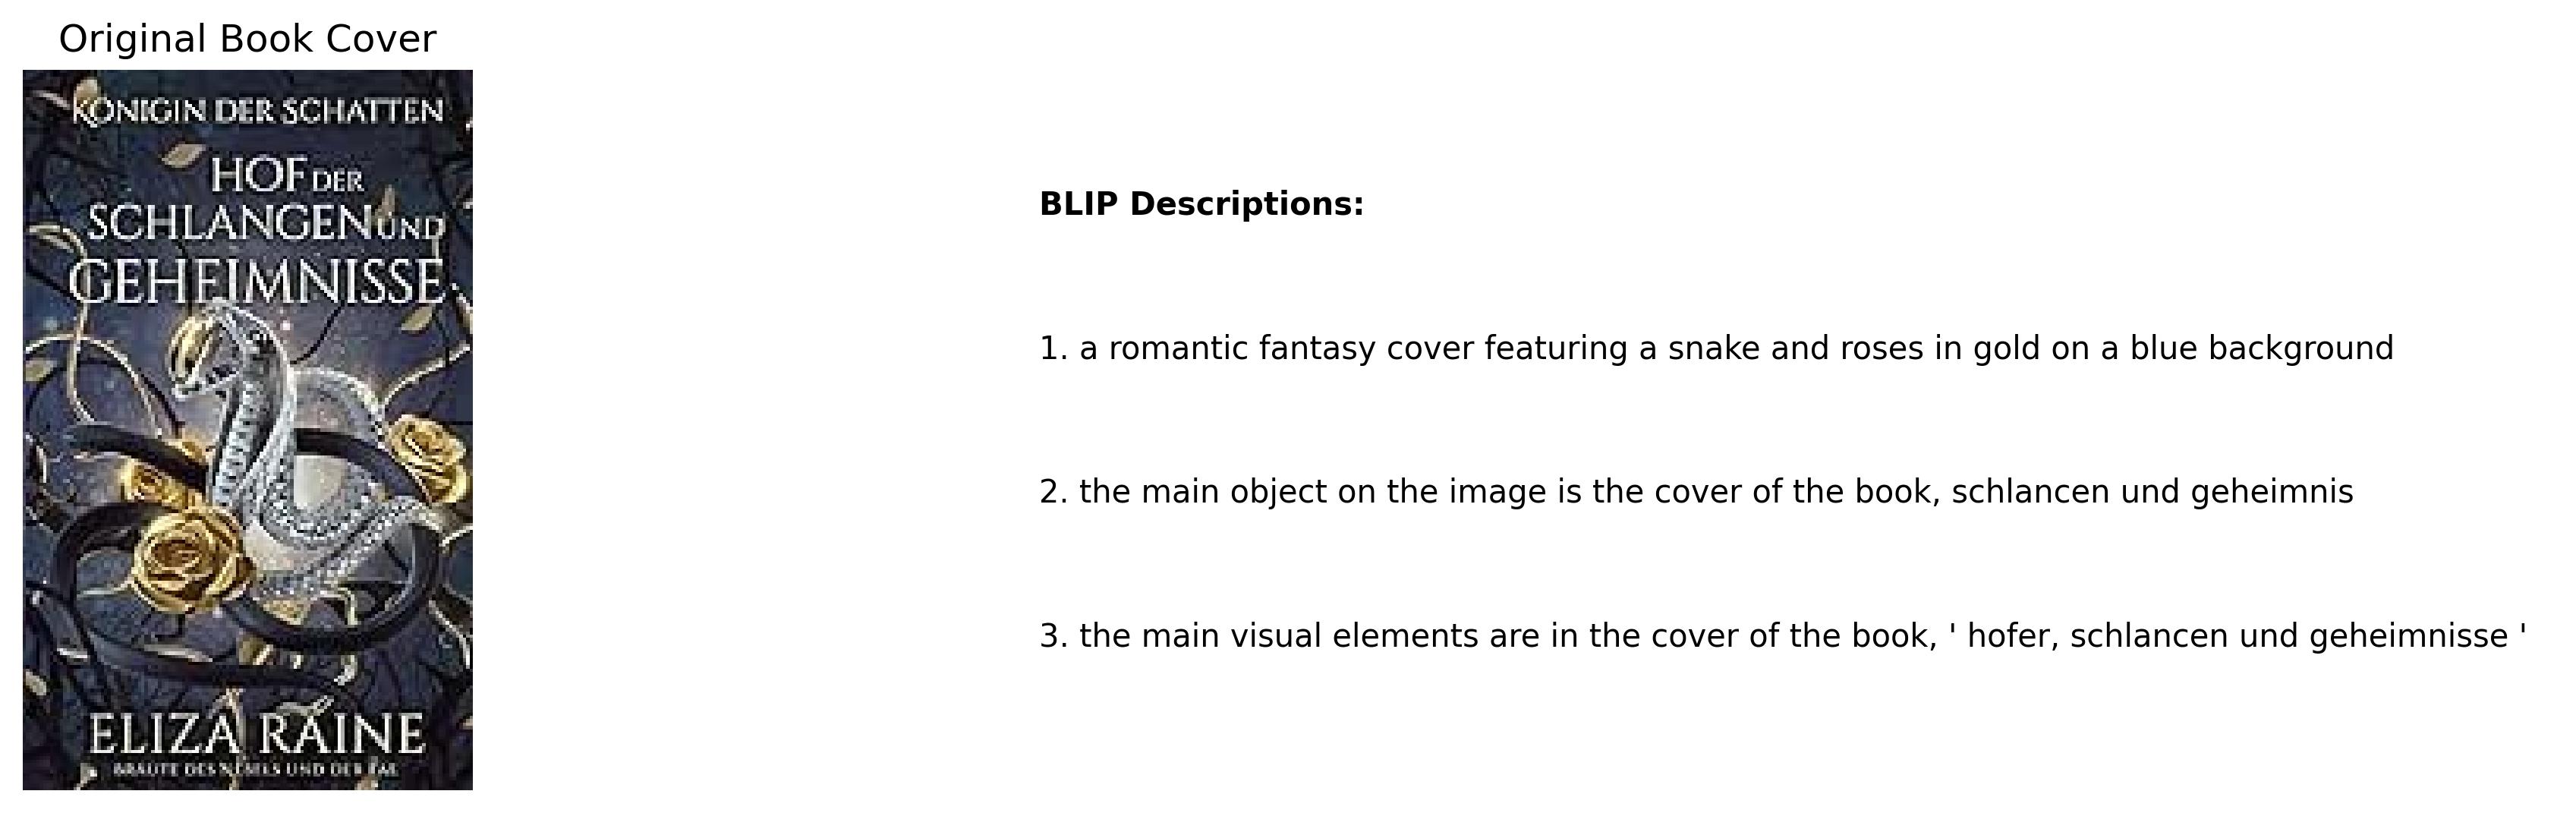 Original Book Cover
KÖNIGIN DER SCHATTEN
HOF DER
SCHLANGEN UND
GEHEIMNISSE
ELIZA RAINE
BRÄUTE DES NEBELS UND DER FAE
BLIP Descriptions:
1. a romantic fantasy cover featuring a snake and roses in gold on a blue background
2. the main object on the image is the cover of the book, schlancen und geheimnis
3. the main visual elements are in the cover of the book, ' hofer, schlancen und geheimnisse '